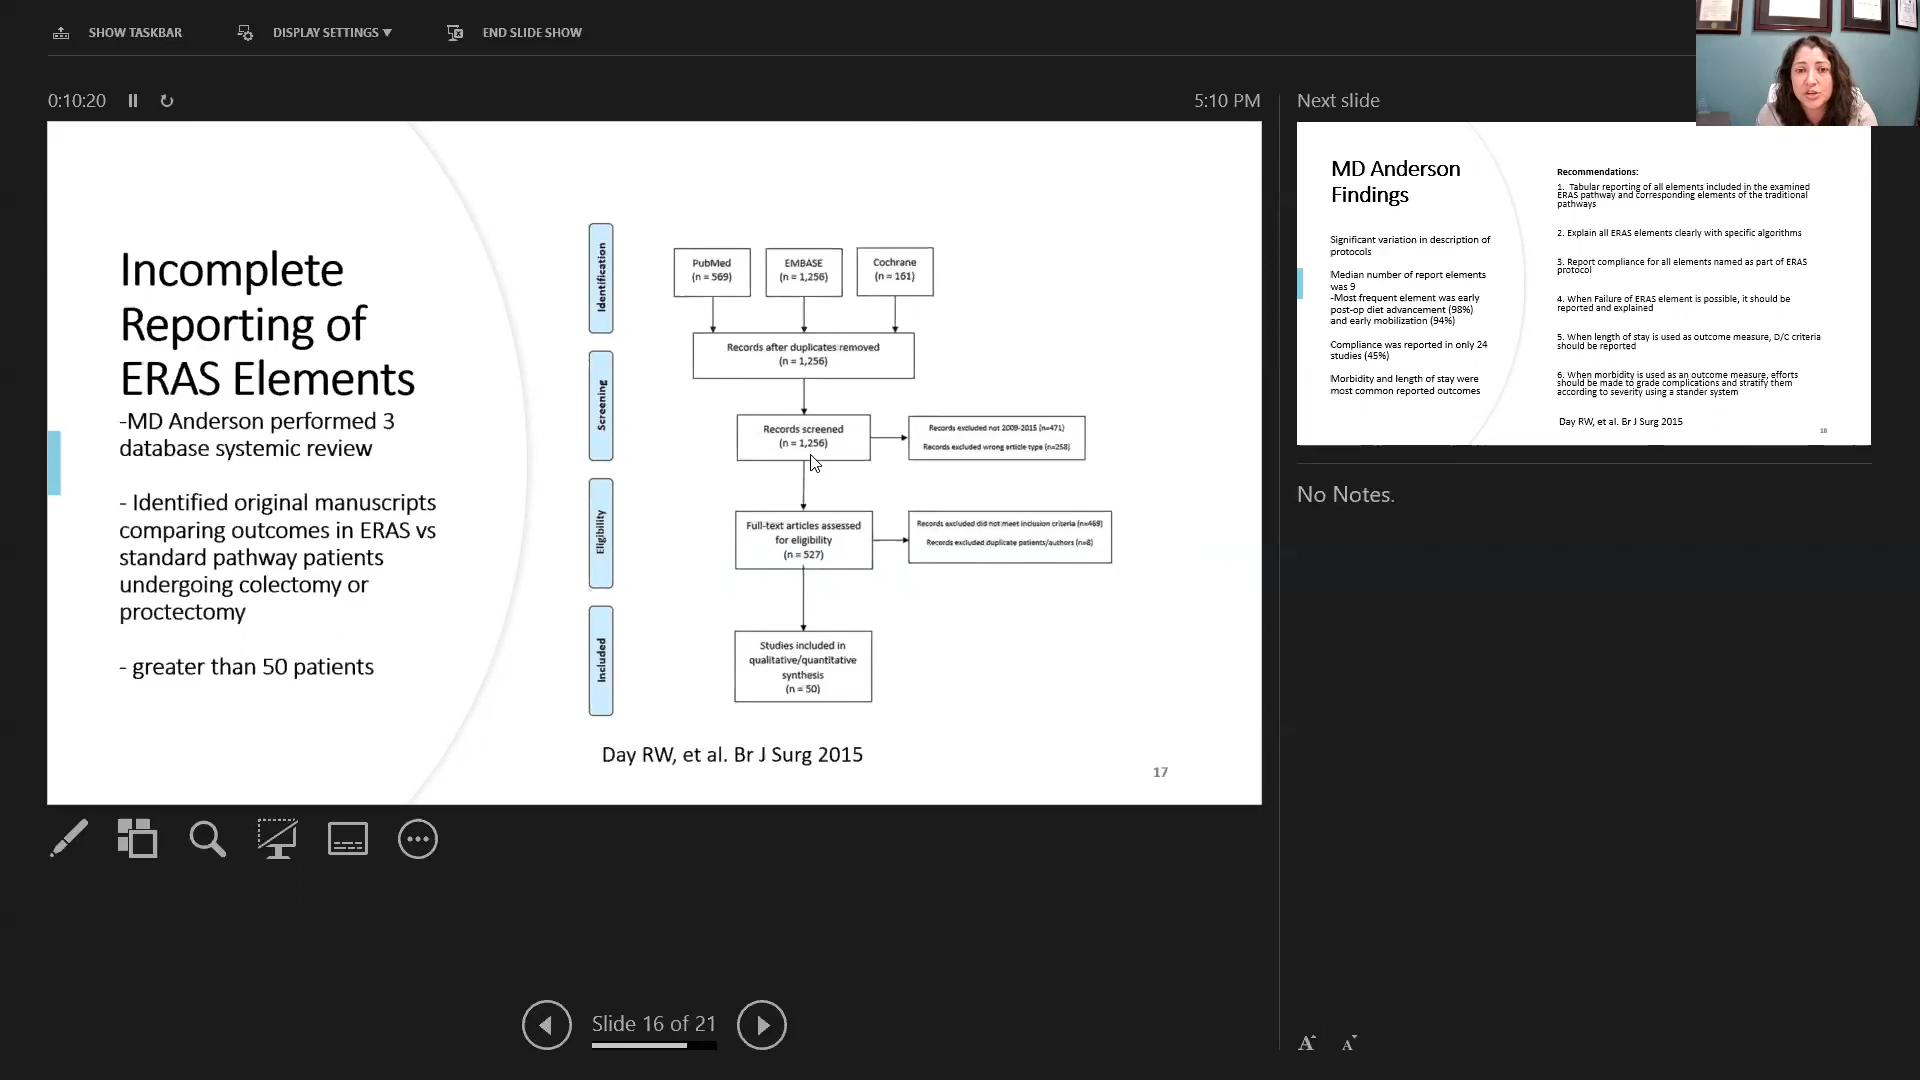 SHOW TASKBAR
DISPLAY SETTINGS ▼
END SLIDE SHOW
0:10:20
5:10 PM
Incomplete
Reporting of
ERAS Elements
-MD Anderson performed 3
database systemic review
- Identified original manuscripts
comparing outcomes in ERAS vs
standard pathway patients
undergoing colectomy or
proctectomy
- greater than 50 patients
Identification
Screening
Eligibility
Included
PubMed
(n = 569)
EMBASE
(n = 1,256)
Cochrane
(n = 161)
Records after duplicates removed
(n = 1,256)
Records screened
(n = 1,256)
Records excluded not 2009-2015 (n=471)
Records excluded wrong article type (n=258)
Full-text articles assessed
for eligibility
(n = 527)
Records excluded did not meet inclusion criteria (n=469)
Records excluded duplicate patients/authors (n=8)
Studies included in
qualitative/quantitative
synthesis
(n = 50)
Day RW, et al. Br J Surg 2015
17
Slide 16 of 21
Next slide
MD Anderson
Findings
Significant variation in description of
protocols
Median number of report elements
was 9
-Most frequent element was early
post-op diet advancement (98%)
and early mobilization (94%)
Compliance was reported in only 24
studies (45%)
Morbidity and length of stay were
most common reported outcomes
Recommendations:
1. Tabular reporting of all elements included in the examined
ERAS pathway and corresponding elements of the traditional
pathways
2. Explain all ERAS elements clearly with specific algorithms
3. Report compliance for all elements named as part of ERAS
protocol
4. When Failure of ERAS element is possible, it should be
reported and explained
5. When length of stay is used as outcome measure, D/C criteria
should be reported
6. When morbidity is used as an outcome measure, efforts
should be made to grade complications and stratify them
according to severity using a stander system
Day RW, et al. Br J Surg 2015
18
No Notes.
A A